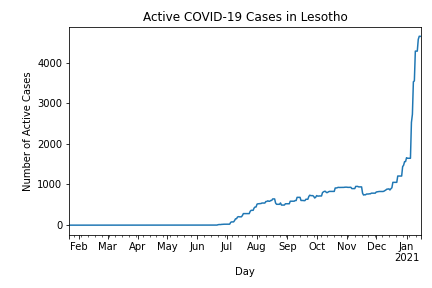 Active COVID-19 Cases in Lesotho
Number of Active Cases
4000
3000
2000
1000
0
Feb Mar Apr May Jun Jul Aug Sep Oct Nov Dec Jan
2021
Day